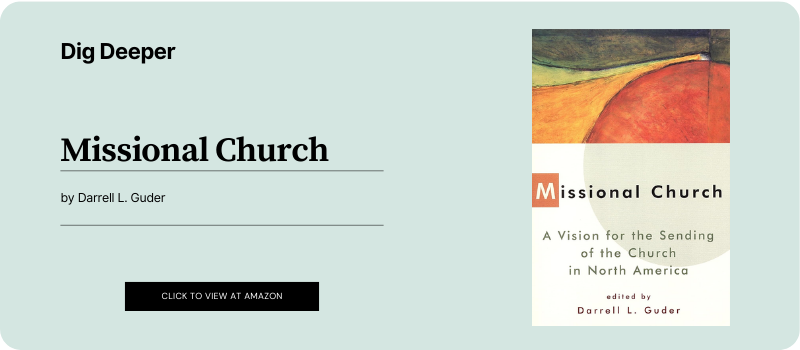 Dig Deeper
Missional Church
by Darrell L. Guder
CLICK TO VIEW AT AMAZON
Missional Church
A Vision for the Sending
of the Church
in North America
edited by
Darrell L. Guder